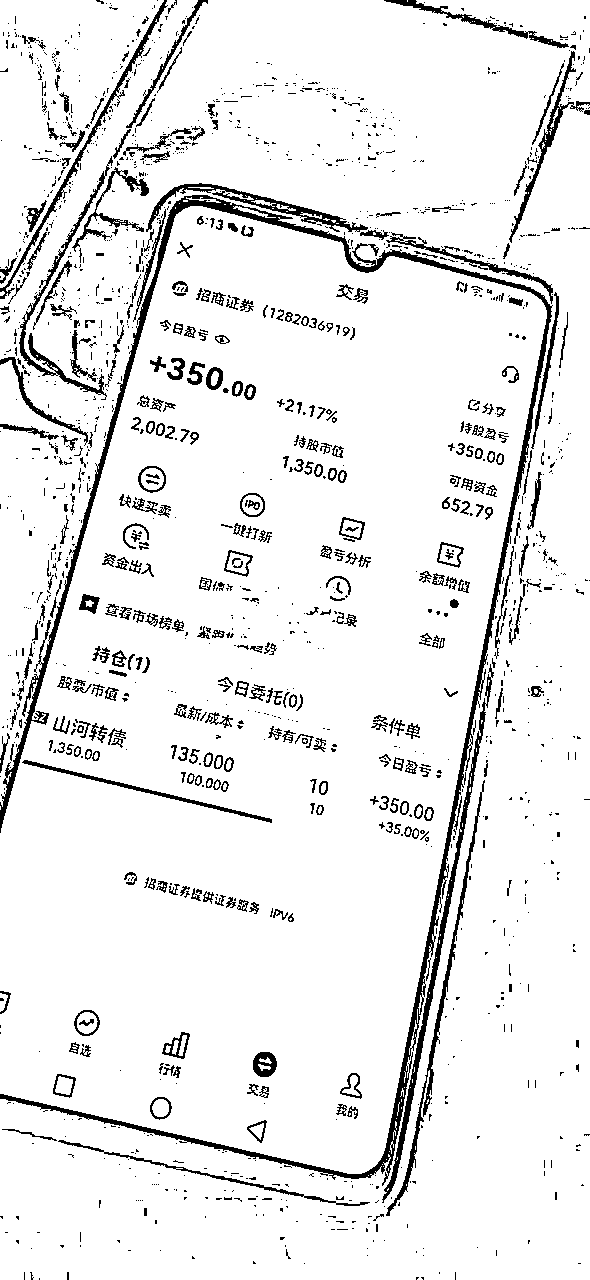 6:13
交易
招商证券（1282036919）
今日盈亏
+350.00 +21.17%
分享
总资产 持股市值 持股盈亏
2,002.79 1,350.00 +350.00
可用资金
652.79
快速买卖 一键打新 盈亏分析 余额增值
资金出入 国债 记录 全部
查看市场榜单，紧跟 趋势
持仓(1) 今日委托(0) 条件单
股票/市值 最新/成本 持有/可卖 今日盈亏
山河转债 135.000 10 +350.00
1,350.00 100.000 10 +35.00%
招商证券提供证券服务 IPV6
自选 行情 交易 我的